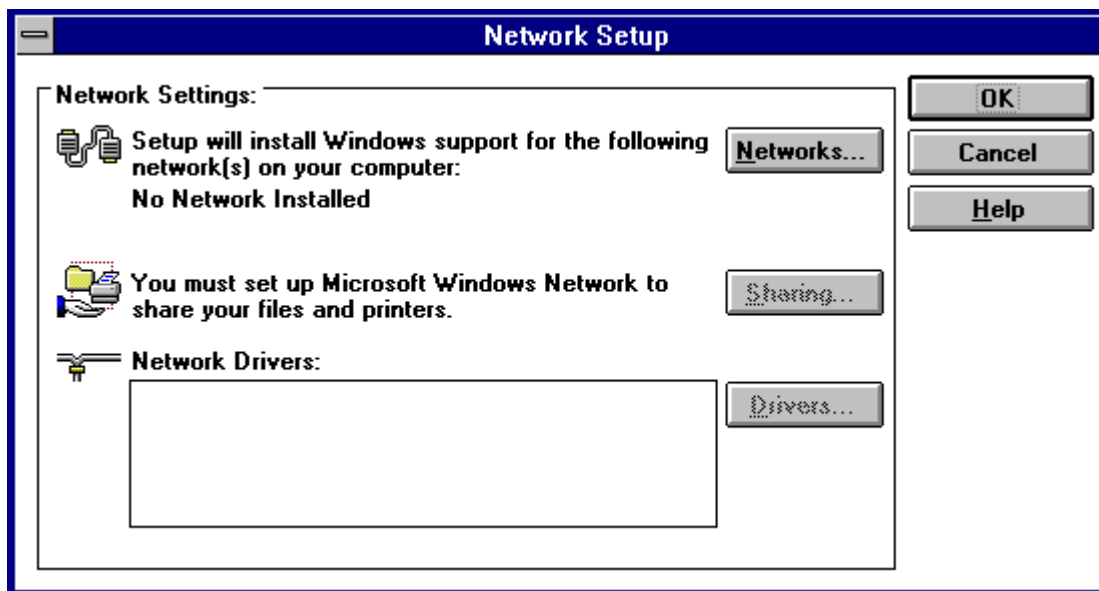 Network Setup
Network Settings:
Setup will install Windows support for the following
network(s) on your computer:
No Network Installed
Networks...
You must set up Microsoft Windows Network to
share your files and printers.
Sharing...
Network Drivers:
Drivers...
OK
Cancel
Help